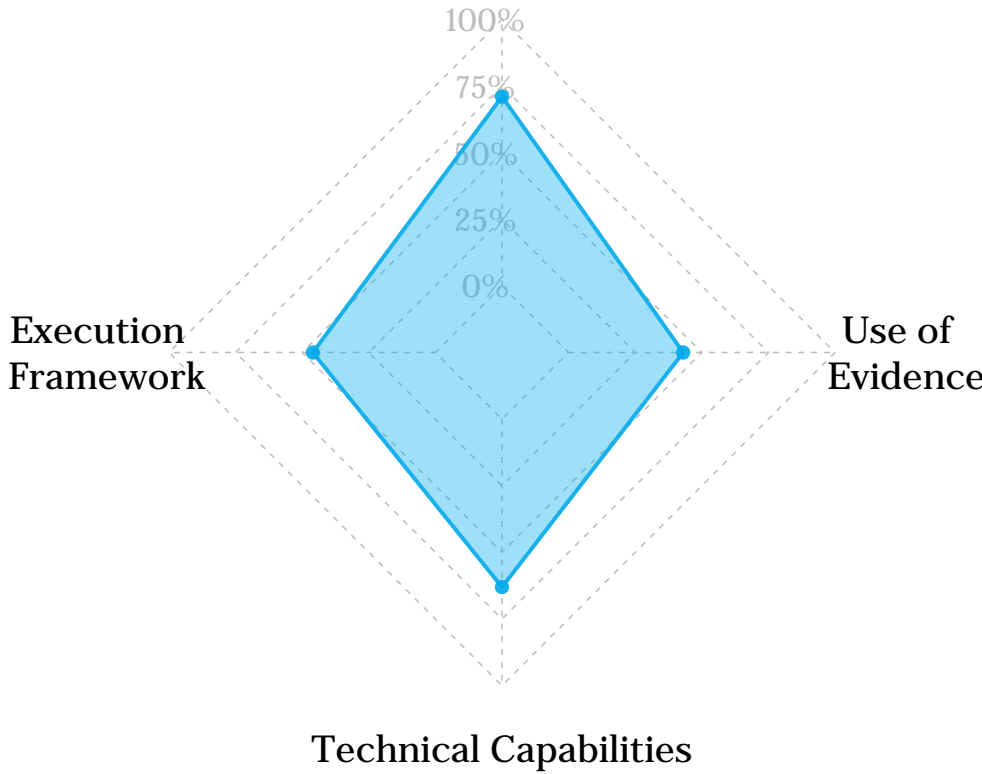 100%
75%
50%
25%
0%
Execution
Framework
Use of
Evidence
Technical Capabilities